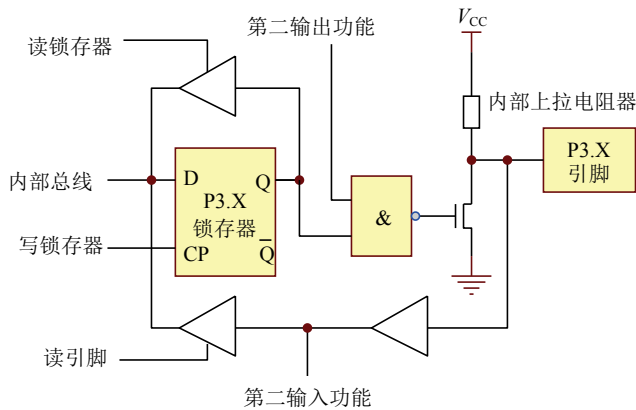 第二输出功能
V_CC
读锁存器
内部上拉电阻器
P3.X
引脚
内部总线
D
Q
P3.X
锁存器
&
写锁存器
CP
Q̅
读引脚
第二输入功能